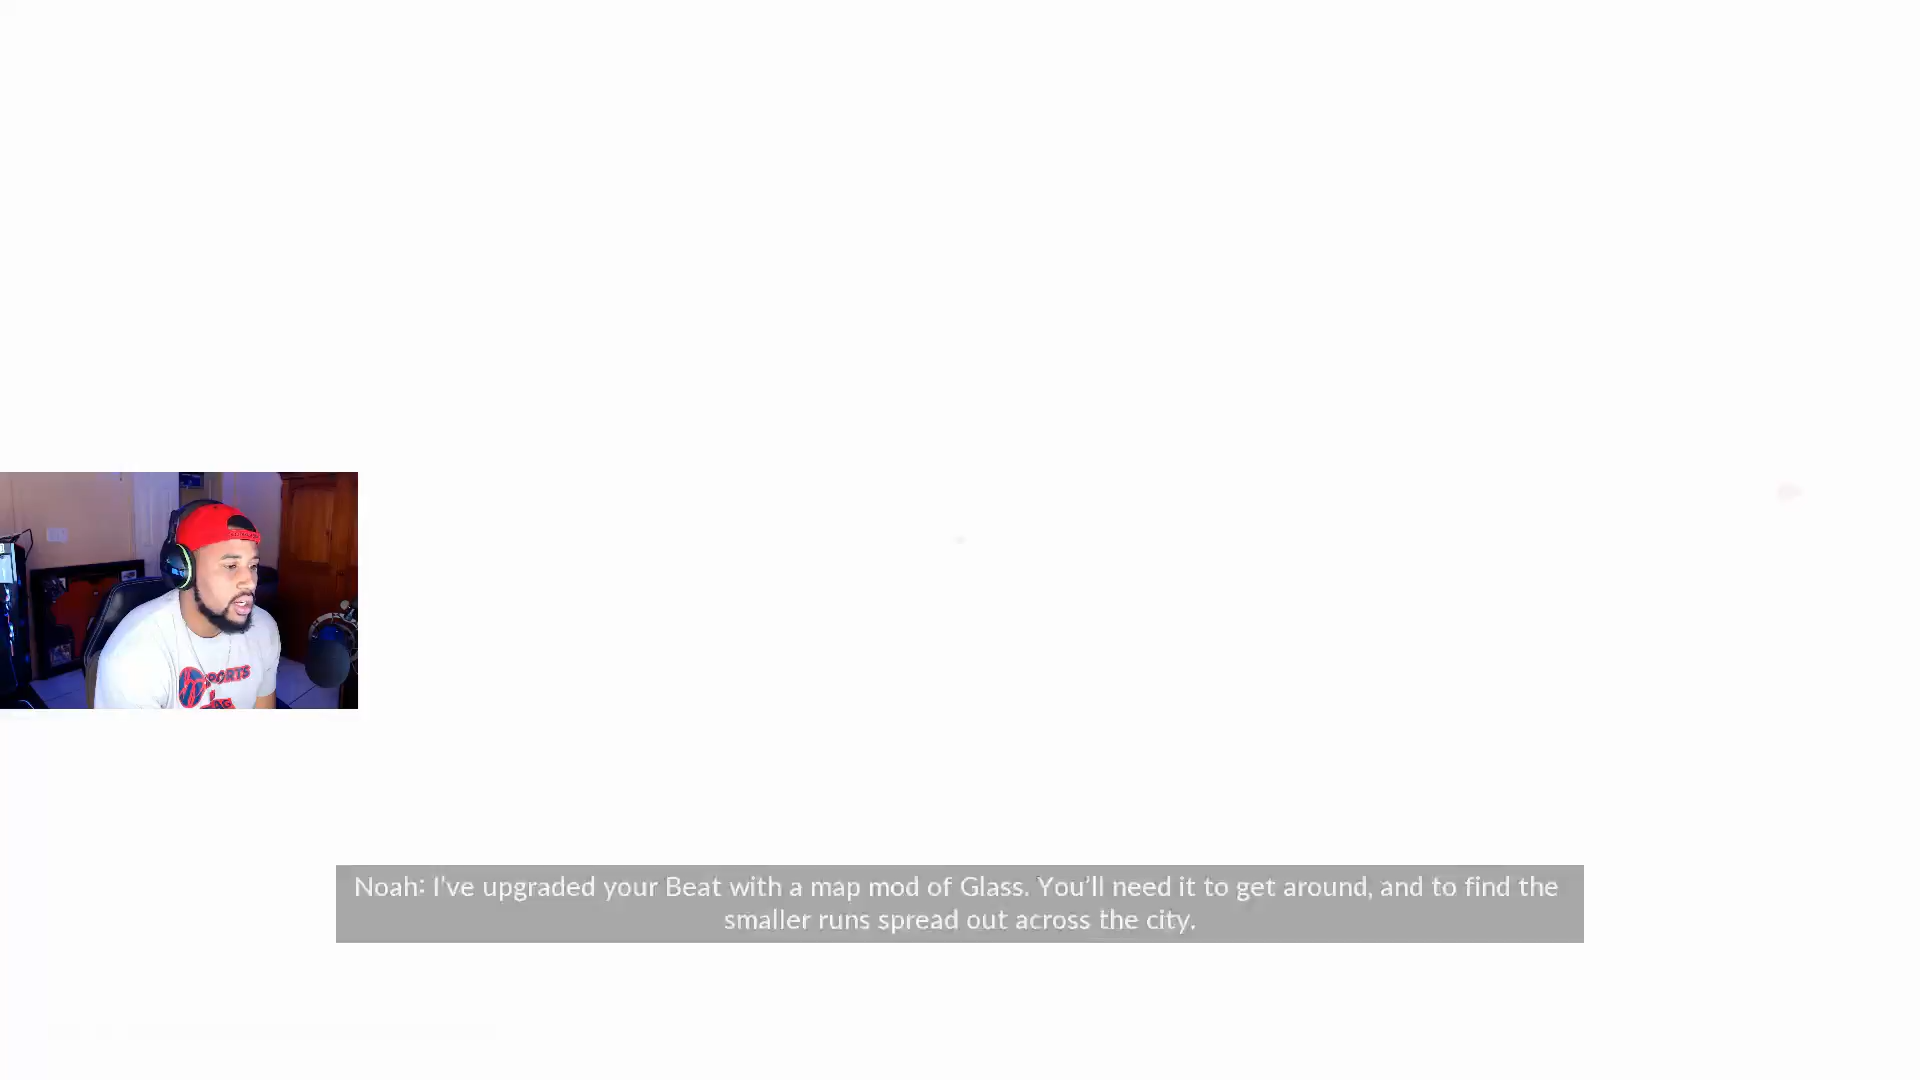 PORTS
Noah: I've upgraded your Beat with a map mod of Glass. You'll need it to get around, and to find the
smaller runs spread out across the city.